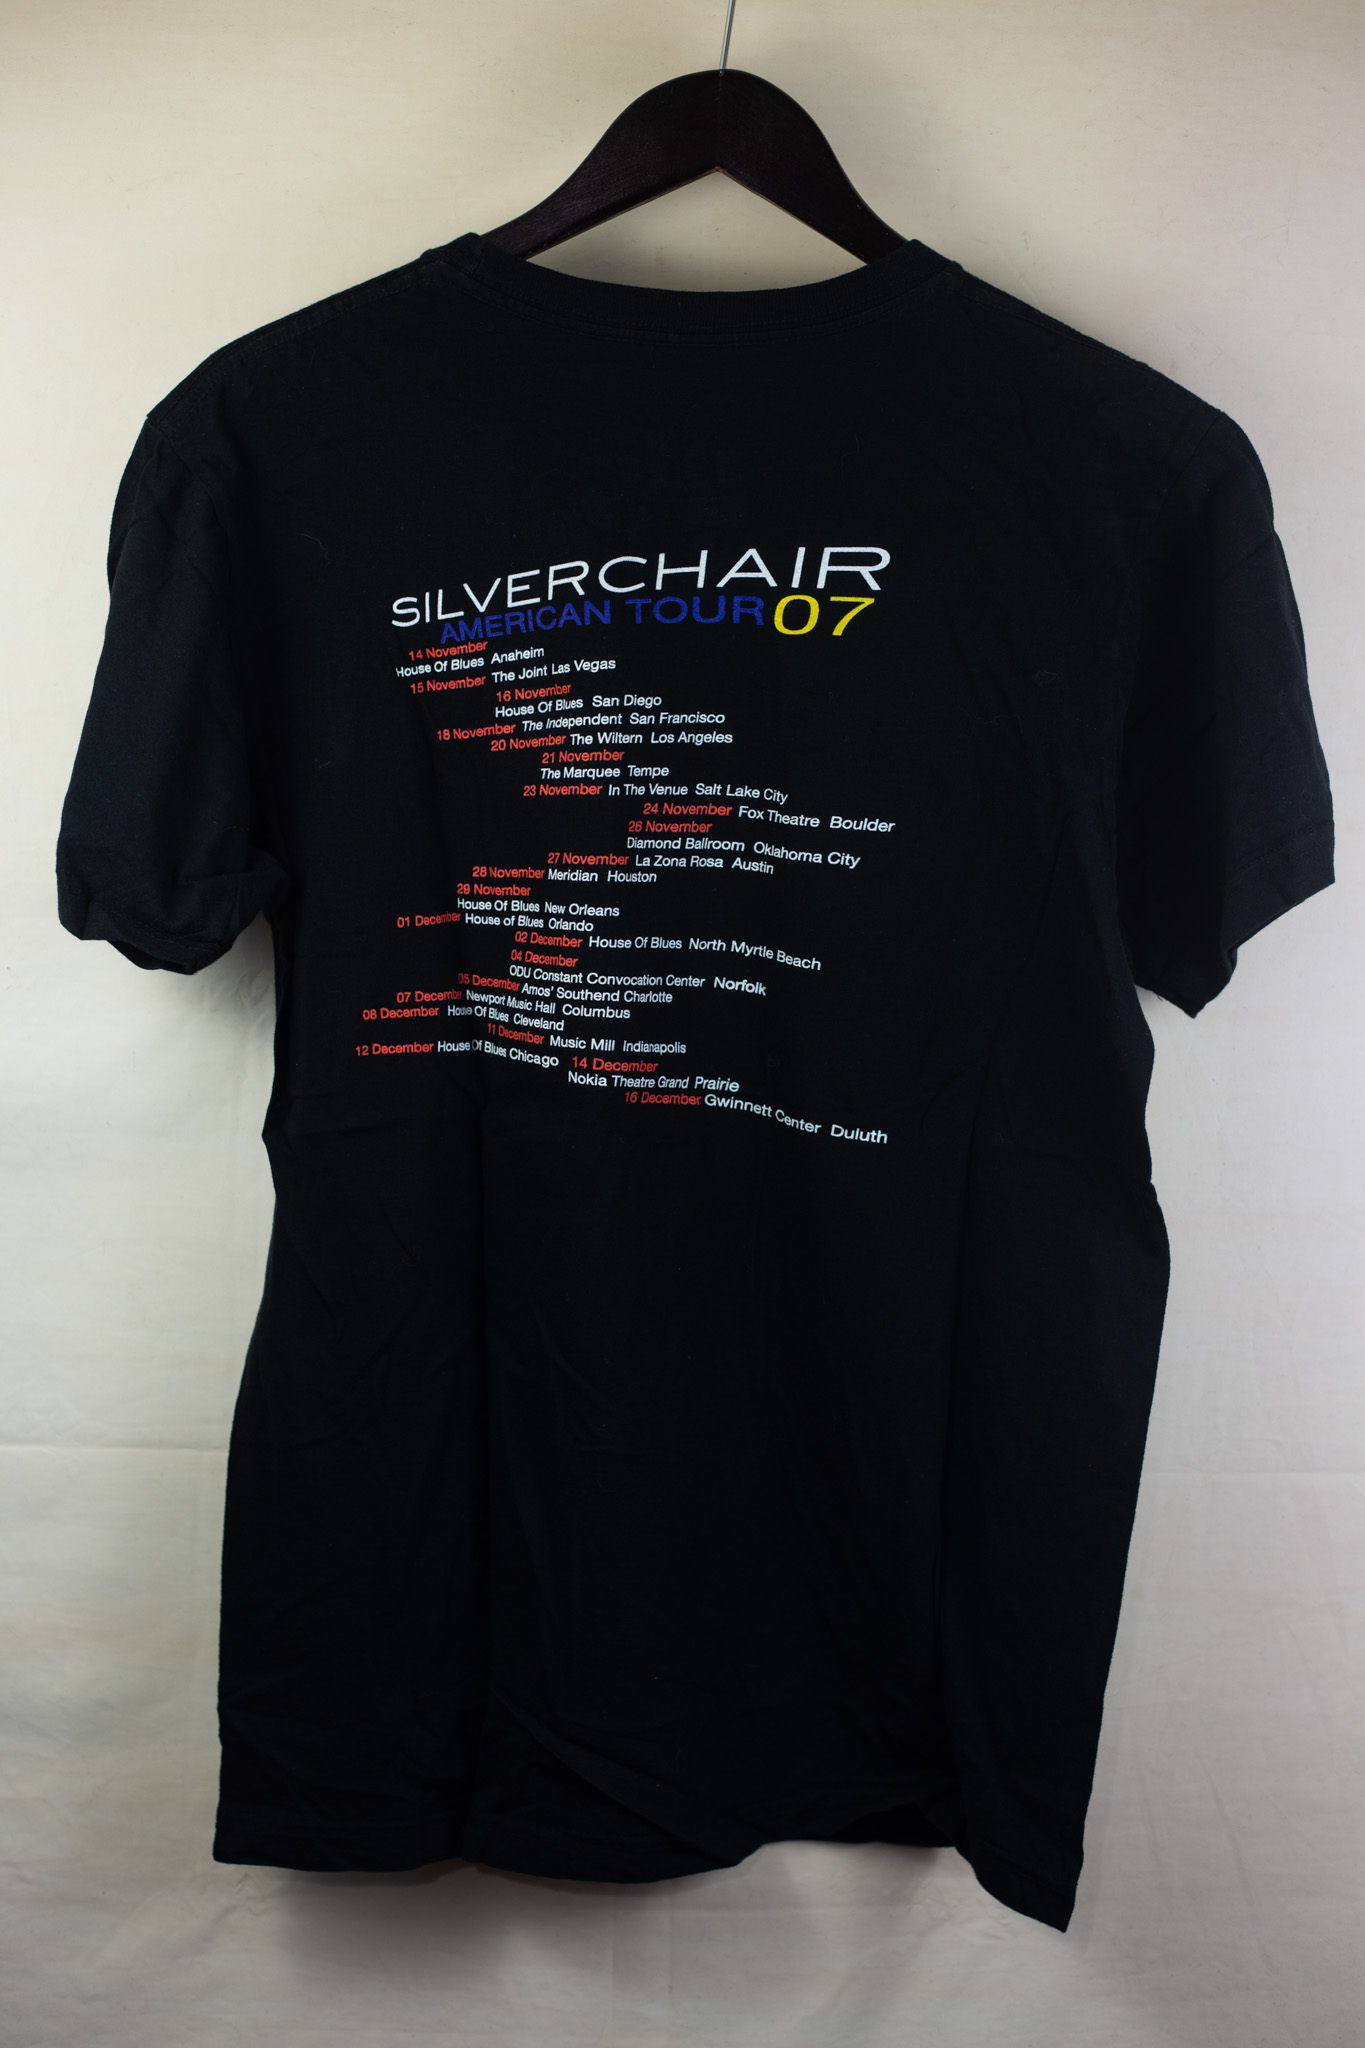 SILVERCHAIR
AMERICAN TOUR 07
14 November
House Of Blues Anaheim
15 November The Joint Las Vegas
16 November
House Of Blues San Diego
18 November The Independent San Francisco
20 November The Wiltern Los Angeles
21 November
The Marquee Tempe
23 November In The Venue Salt Lake City
24 November Fox Theatre Boulder
26 November
Diamond Ballroom Oklahoma City
27 November La Zona Rosa Austin
28 November Meridian Houston
29 November
House Of Blues New Orleans
01 December House of Blues Orlando
02 December House Of Blues North Myrtle Beach
04 December
ODU Constant Convocation Center Norfolk
05 December Amos' Southend Charlotte
07 December Newport Music Hall Columbus
08 December House Of Blues Cleveland
11 December Music Mill Indianapolis
12 December House Of Blues Chicago
14 December
Nokia Theatre Grand Prairie
16 December Gwinnett Center Duluth